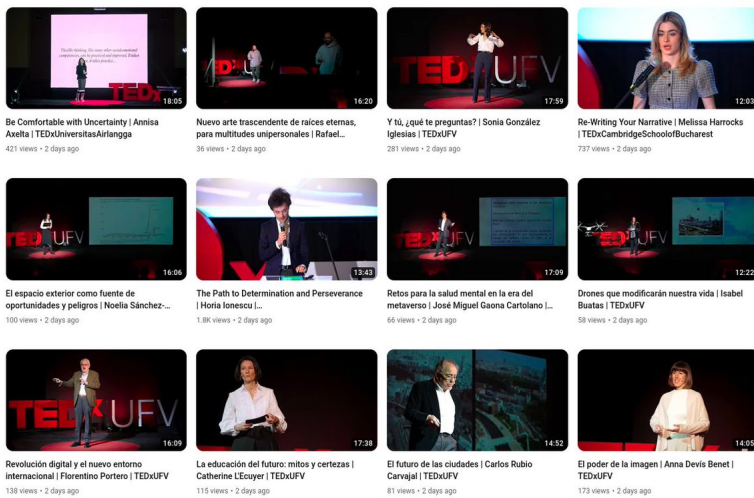 TEDx
18:05
TEDxU
16:20
TEDxUFV
17:59
12:03
Be Comfortable with Uncertainty | Annisa
Axelta | TEDxUniversitasAirlangga
421 views • 2 days ago
Nuevo arte trascendente de raíces eternas,
para multitudes unipersonales | Rafael...
36 views • 2 days ago
Y tú, ¿qué te preguntas? | Sonia González
Iglesias | TEDxUFV
281 views • 2 days ago
Re-Writing Your Narrative | Melissa Harrocks
| TEDxCambridgeSchoolofBucharest
737 views • 2 days ago
TEDxUFV
16:06
13:43
TEDxUFV
17:09
UFV
12:22
El espacio exterior como fuente de
oportunidades y peligros | Noelia Sánchez-...
100 views • 2 days ago
The Path to Determination and Perseverance
| Horia Ionescu |...
1.8K views • 2 days ago
Retos para la salud mental en la era del
metaverso | José Miguel Gaona Cartolano |...
66 views • 2 days ago
Drones que modificarán nuestra vida | Isabel
Buatas | TEDxUFV
58 views • 2 days ago
TEDxUFV
16:09
17:38
14:52
14:05
Revolución digital y el nuevo entorno
internacional | Florentino Portero | TEDxUFV
138 views • 2 days ago
La educación del futuro: mitos y certezas |
Catherine L'Ecuyer | TEDxUFV
115 views • 2 days ago
El futuro de las ciudades | Carlos Rubio
Carvajal | TEDxUFV
81 views • 2 days ago
El poder de la imagen | Anna Devís Benet |
TEDxUFV
173 views • 2 days ago